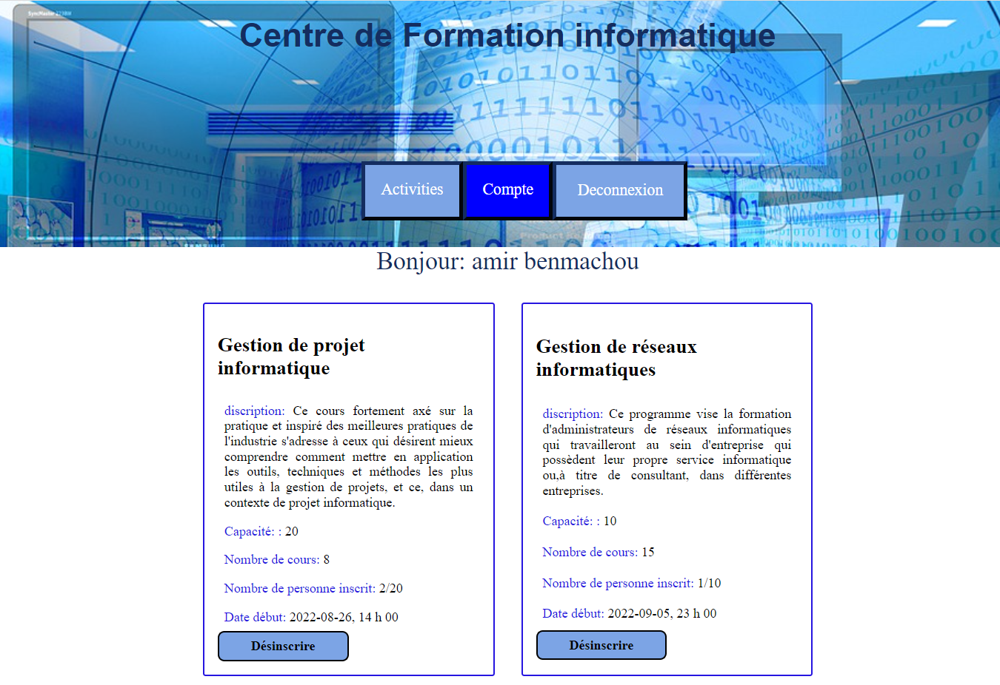 SyncMaster 223BW
Centre de Formation informatique
Activities
Compte
Deconnexion
SAMSUNG
Bonjour: amir benmachou
Gestion de projet
informatique
discription: Ce cours fortement axé sur la
pratique et inspiré des meilleures pratiques de
l'industrie s'adresse à ceux qui désirent mieux
comprendre comment mettre en application
les outils, techniques et méthodes les plus
utiles à la gestion de projets, et ce, dans un
contexte de projet informatique.
Capacité: : 20
Nombre de cours: 8
Nombre de personne inscrit: 2/20
Date début: 2022-08-26, 14 h 00
Désinscrire
Gestion de réseaux
informatiques
discription: Ce programme vise la formation
d'administrateurs de réseaux informatiques
qui travailleront au sein d'entreprise qui
possèdent leur propre service informatique
ou,à titre de consultant, dans différentes
entreprises.
Capacité: : 10
Nombre de cours: 15
Nombre de personne inscrit: 1/10
Date début: 2022-09-05, 23 h 00
Désinscrire